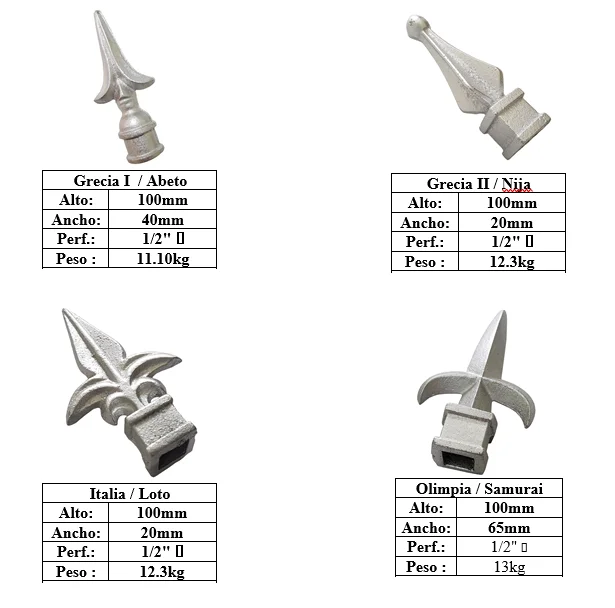 Grecia I / Abeto
Alto: 100mm
Ancho: 40mm
Perf.: 1/2" ▯
Peso : 11.10kg
Grecia II / Nija
Alto: 100mm
Ancho: 20mm
Perf.: 1/2" ▯
Peso : 12.3kg
Italia / Loto
Alto: 100mm
Ancho: 20mm
Perf.: 1/2" ▯
Peso : 12.3kg
Olimpia / Samurai
Alto: 100mm
Ancho: 65mm
Perf.: 1/2" ▯
Peso : 13kg